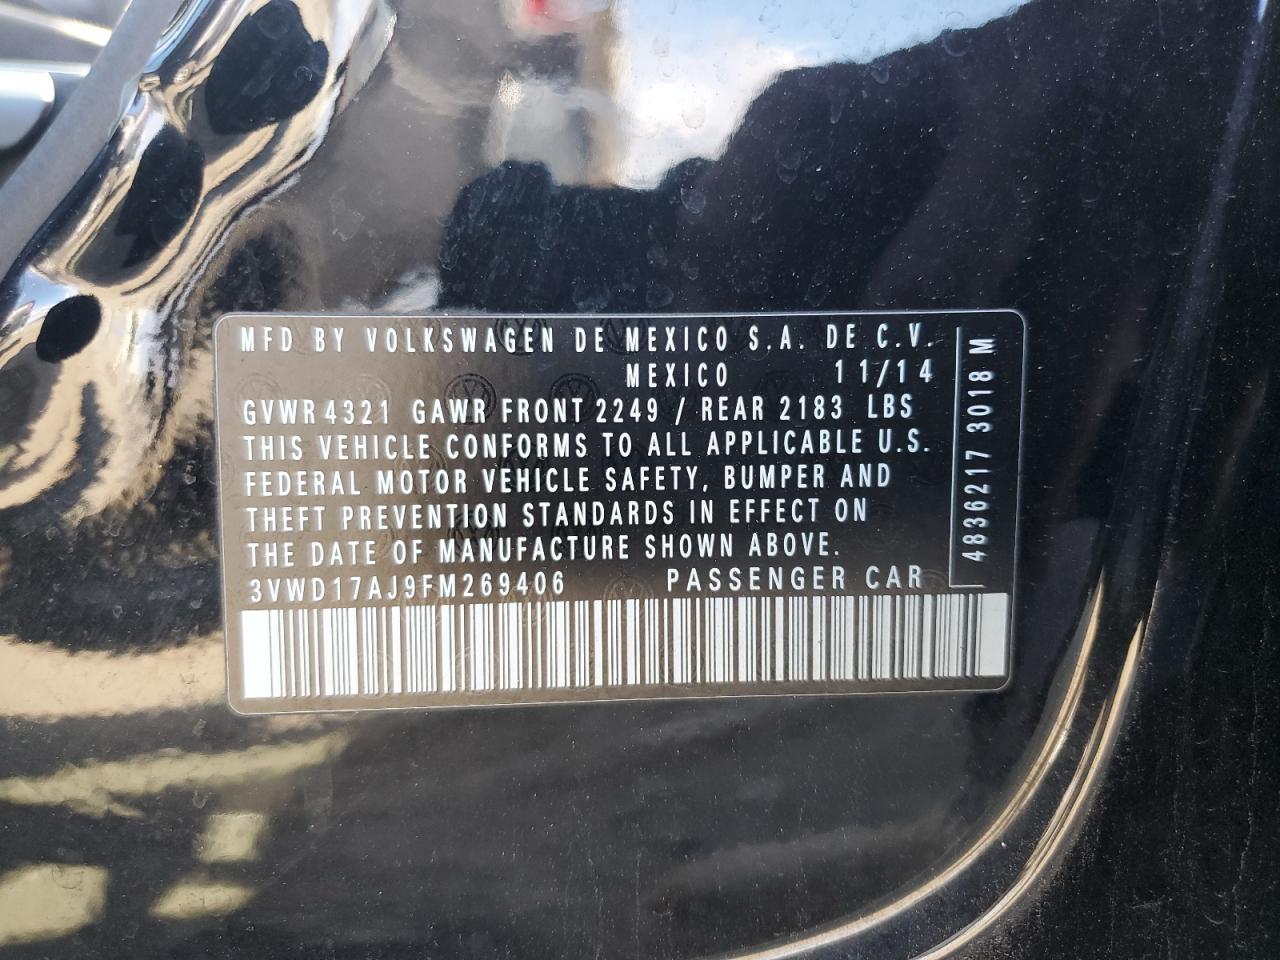 MFD BY VOLKSWAGEN DE MEXICO S.A. DE C.V.
MEXICO 11/14
GVWR 4321 GAWR FRONT 2249 / REAR 2183 LBS
THIS VEHICLE CONFORMS TO ALL APPLICABLE U.S.
FEDERAL MOTOR VEHICLE SAFETY, BUMPER AND
THEFT PREVENTION STANDARDS IN EFFECT ON
THE DATE OF MANUFACTURE SHOWN ABOVE.
3VWD17AJ9FM269406 PASSENGER CAR
4836217 3018 M